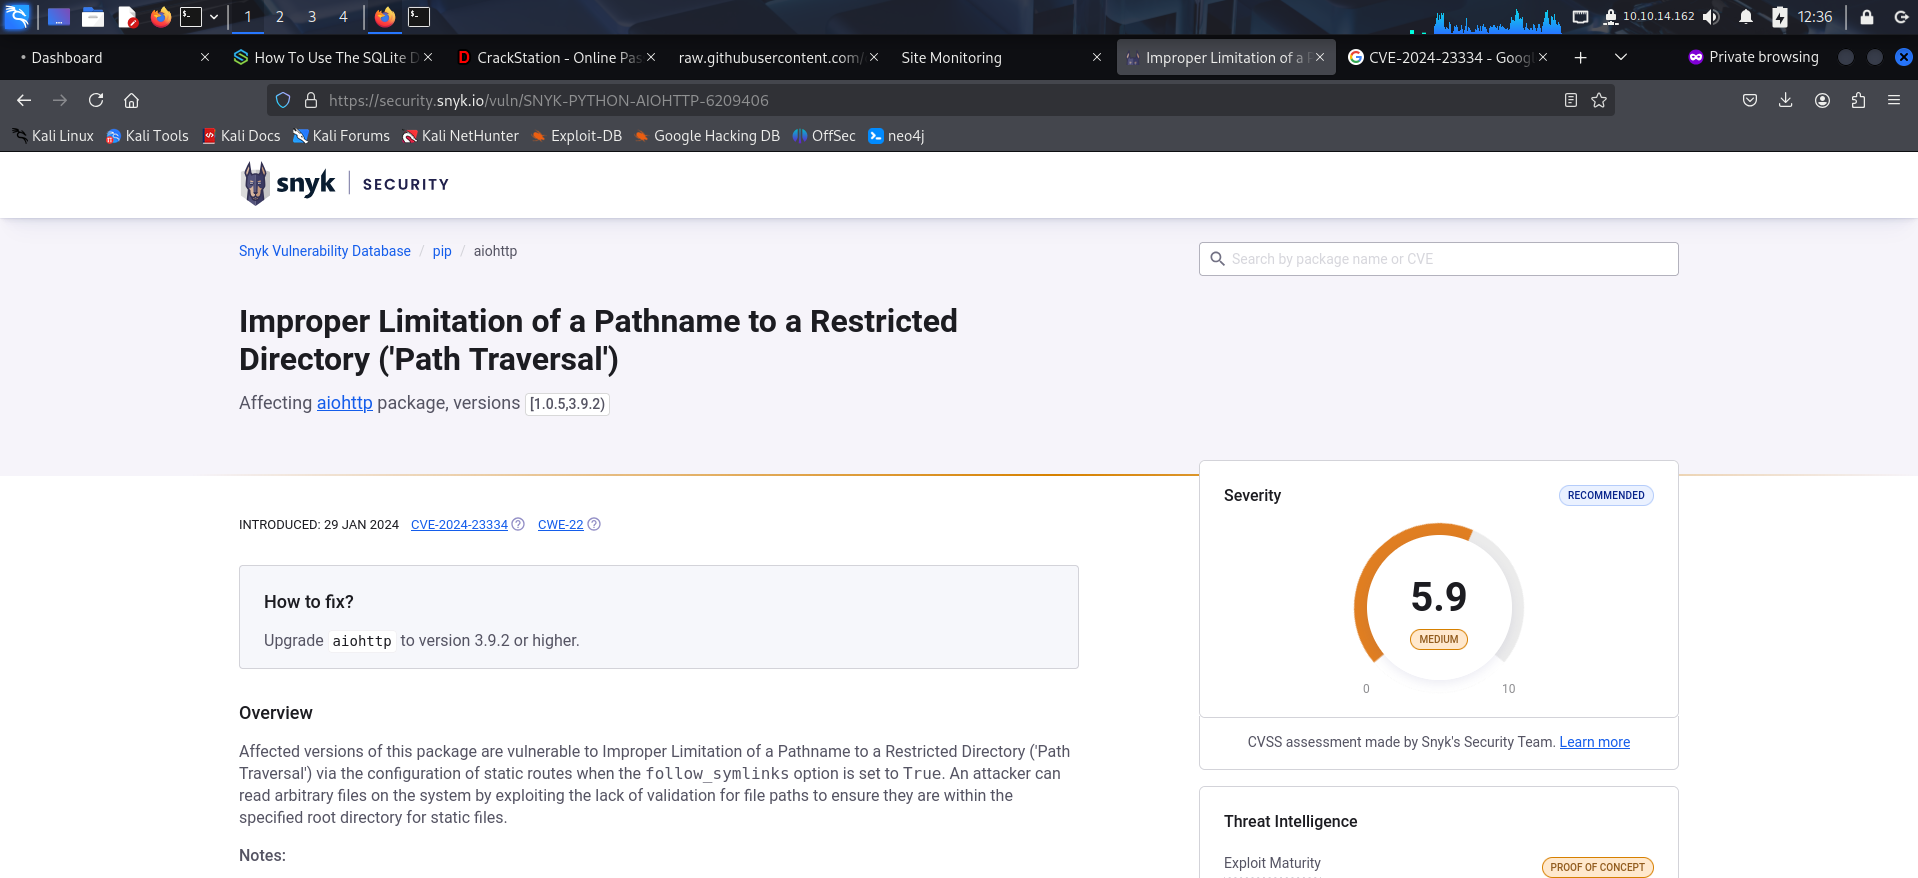 1 2 3 4 10.10.14.162 12:36
Dashboard How To Use The SQLite D CrackStation - Online Pas raw.githubusercontent.com/ Site Monitoring Improper Limitation of a P CVE-2024-23334 - Goog Private browsing
https://security.snyk.io/vuln/SNYK-PYTHON-AIOHTTP-6209406
Kali Linux Kali Tools Kali Docs Kali Forums Kali NetHunter Exploit-DB Google Hacking DB OffSec neo4j
snyk | SECURITY
Snyk Vulnerability Database / pip / aiohttp
Search by package name or CVE
Improper Limitation of a Pathname to a Restricted
Directory ('Path Traversal')
Affecting aiohttp package, versions [1.0.5,3.9.2)
Severity
RECOMMENDED
INTRODUCED: 29 JAN 2024 CVE-2024-23334 CWE-22
5.9
MEDIUM
0 10
How to fix?
Upgrade aiohttp to version 3.9.2 or higher.
CVSS assessment made by Snyk's Security Team. Learn more
Overview
Affected versions of this package are vulnerable to Improper Limitation of a Pathname to a Restricted Directory ('Path
Traversal') via the configuration of static routes when the follow_symlinks option is set to True. An attacker can
read arbitrary files on the system by exploiting the lack of validation for file paths to ensure they are within the
specified root directory for static files.
Notes:
Threat Intelligence
Exploit Maturity
PROOF OF CONCEPT